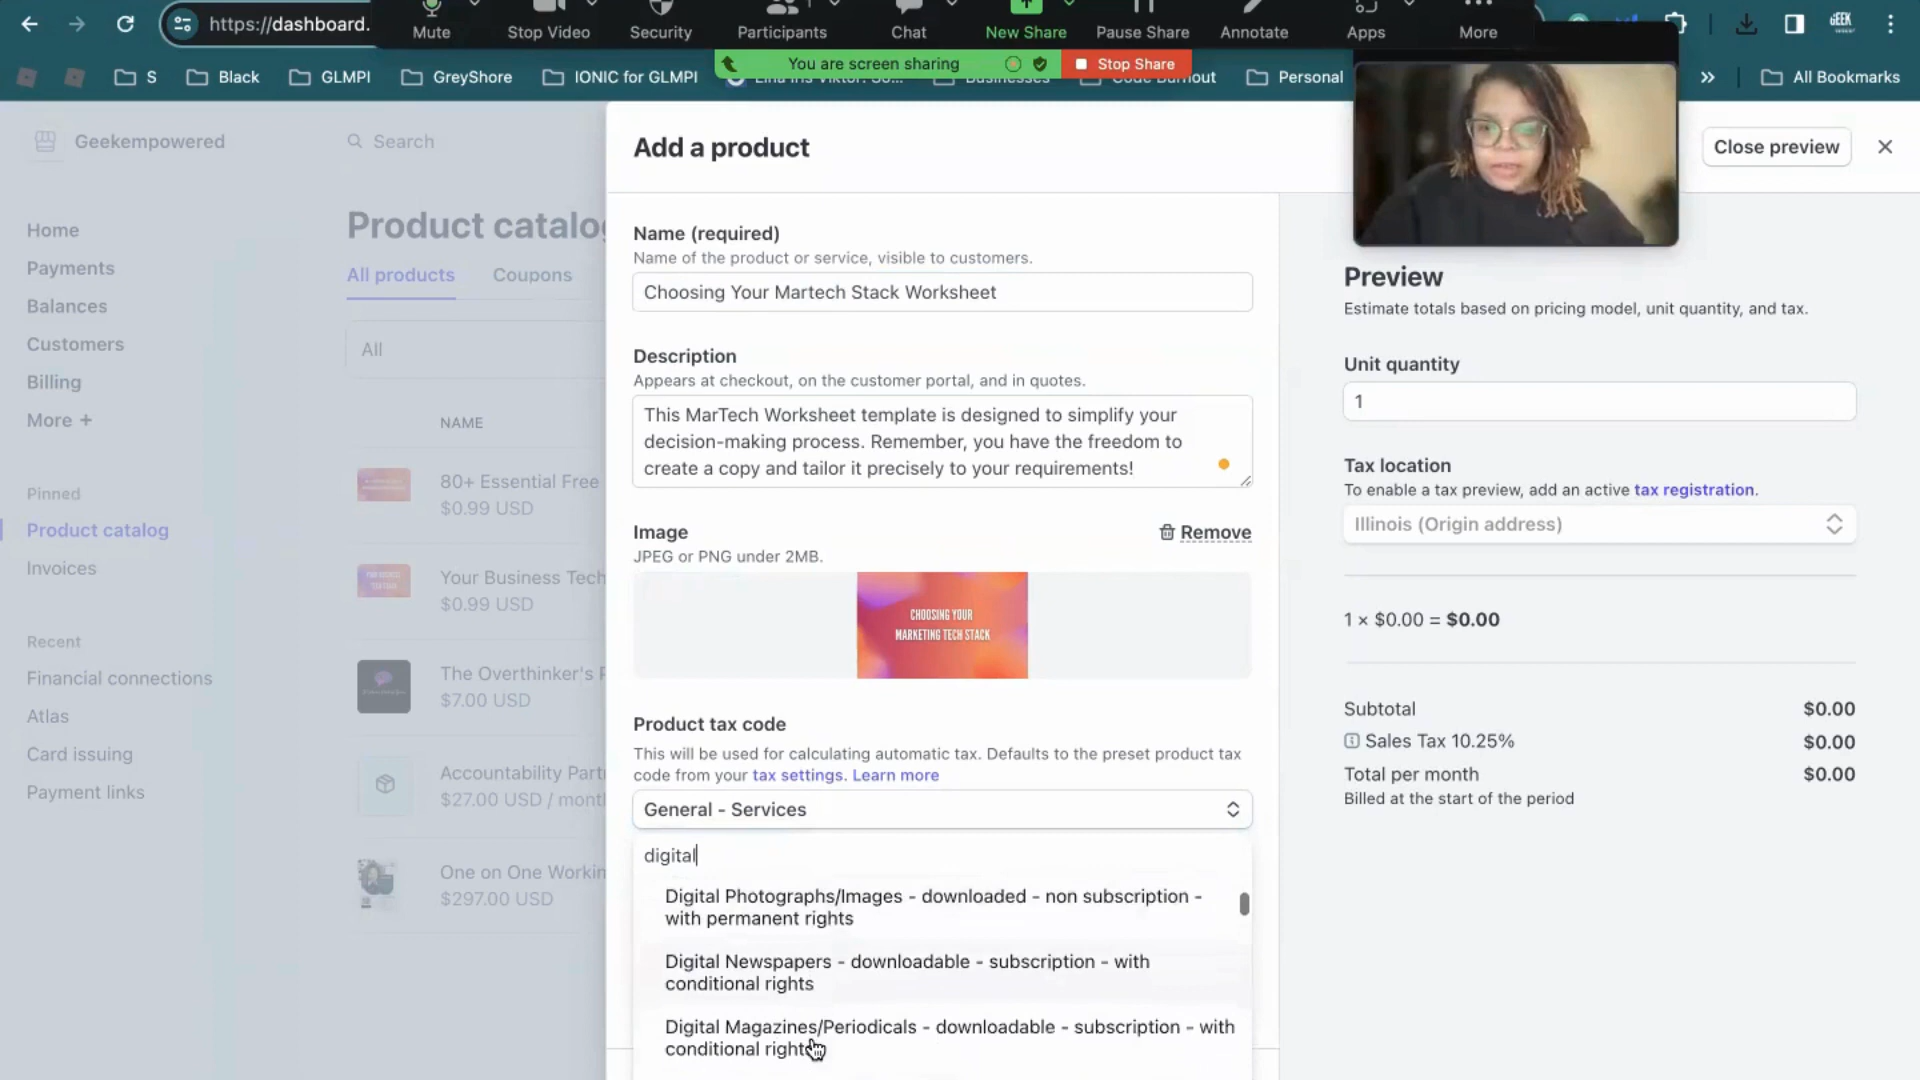 https://dashboard.
Mute
Stop Video
Security
Participants
Chat
New Share
Pause Share
Annotate
Apps
More
GEEK
You are screen sharing
Stop Share
S
Black
GLMPI
GreyShore
IONIC for GLMPI
Personal
»
All Bookmarks
Geekempowered
Search
Home
Payments
Balances
Customers
Billing
More +
Pinned
Product catalog
Invoices
Recent
Financial connections
Atlas
Card issuing
Payment links
Product catalo
All products
Coupons
All
NAME
80+ Essential Free
$0.99 USD
Your Business Tech
$0.99 USD
The Overthinker's P
$7.00 USD
Accountability Part
$27.00 USD / mont
One on One Workin
$297.00 USD
Add a product
Close preview
Name (required)
Name of the product or service, visible to customers.
Choosing Your Martech Stack Worksheet
Description
Appears at checkout, on the customer portal, and in quotes.
This MarTech Worksheet template is designed to simplify your
decision-making process. Remember, you have the freedom to
create a copy and tailor it precisely to your requirements!
Image
Remove
JPEG or PNG under 2MB.
CHOOSING YOUR
MARKETING TECH STACK
Product tax code
This will be used for calculating automatic tax. Defaults to the preset product tax
code from your tax settings. Learn more
General - Services
digital
Digital Photographs/Images - downloaded - non subscription -
with permanent rights
Digital Newspapers - downloadable - subscription - with
conditional rights
Digital Magazines/Periodicals - downloadable - subscription - with
conditional rights
Preview
Estimate totals based on pricing model, unit quantity, and tax.
Unit quantity
1
Tax location
To enable a tax preview, add an active tax registration.
Illinois (Origin address)
1 × $0.00 = $0.00
Subtotal
$0.00
Sales Tax 10.25%
$0.00
Total per month
$0.00
Billed at the start of the period